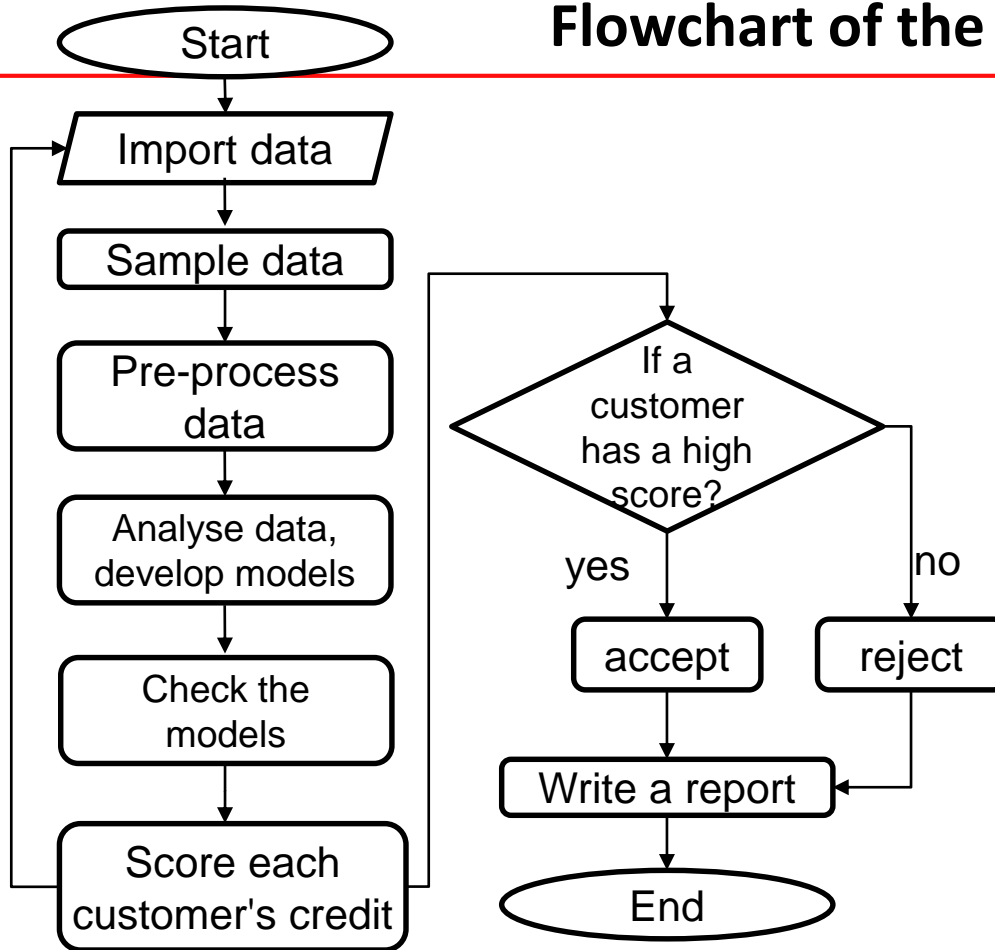 Flowchart of the
Start
Import data
Sample data
Pre-process
data
Analyse data,
develop models
Check the
models
Score each
customer's credit
If a
customer
has a high
score?
yes
no
accept
reject
Write a report
End